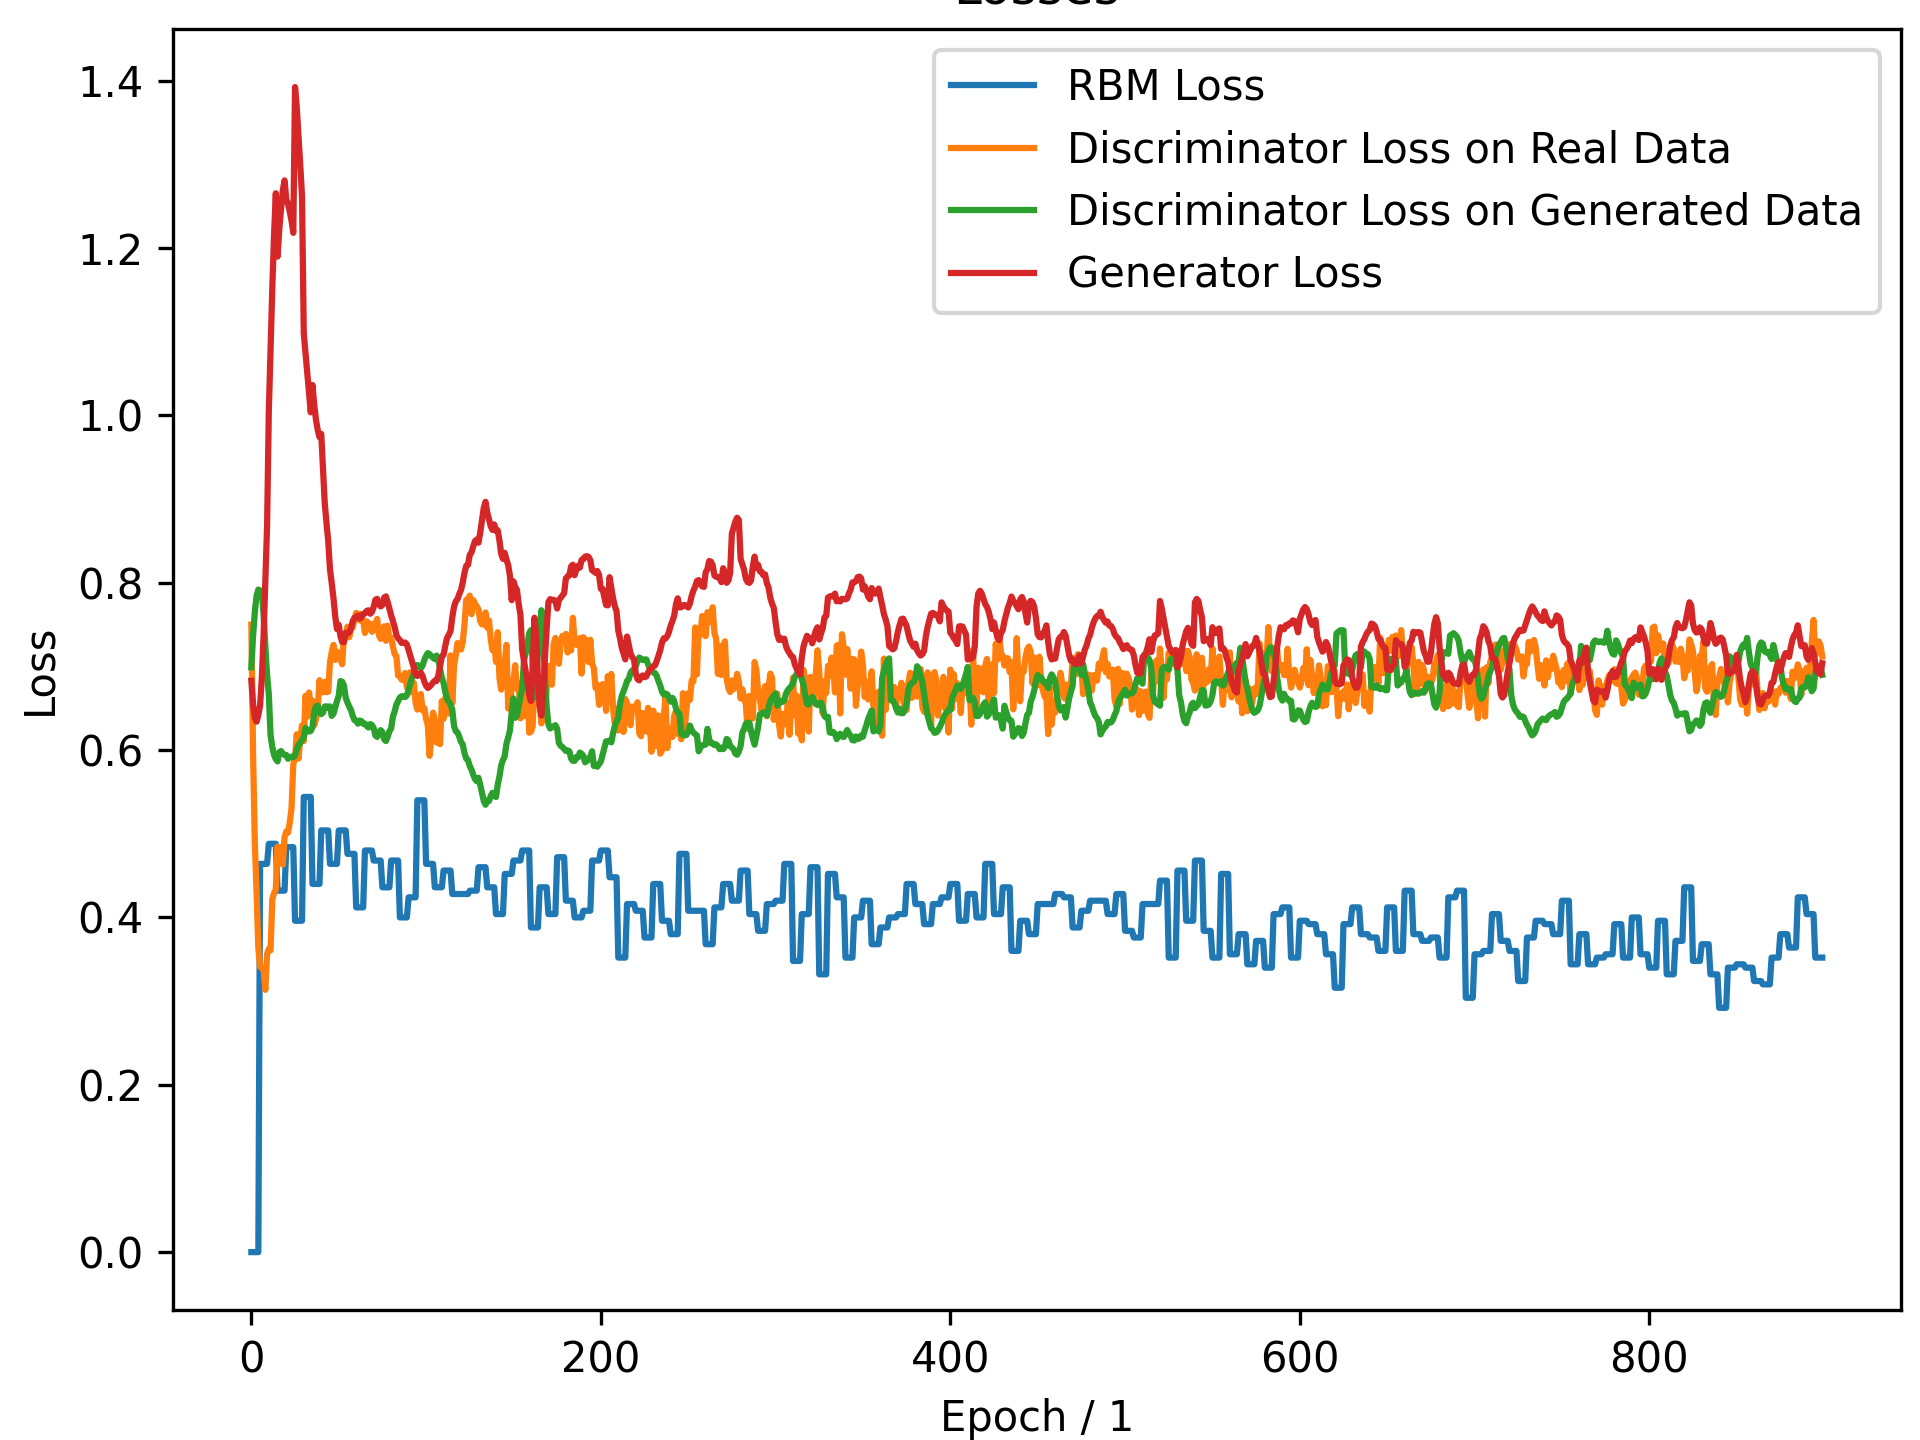 Losses
1.4
1.2
1.0
0.8
0.6
0.4
0.2
0.0
Loss
RBM Loss
Discriminator Loss on Real Data
Discriminator Loss on Generated Data
Generator Loss
0 200 400 600 800
Epoch / 1